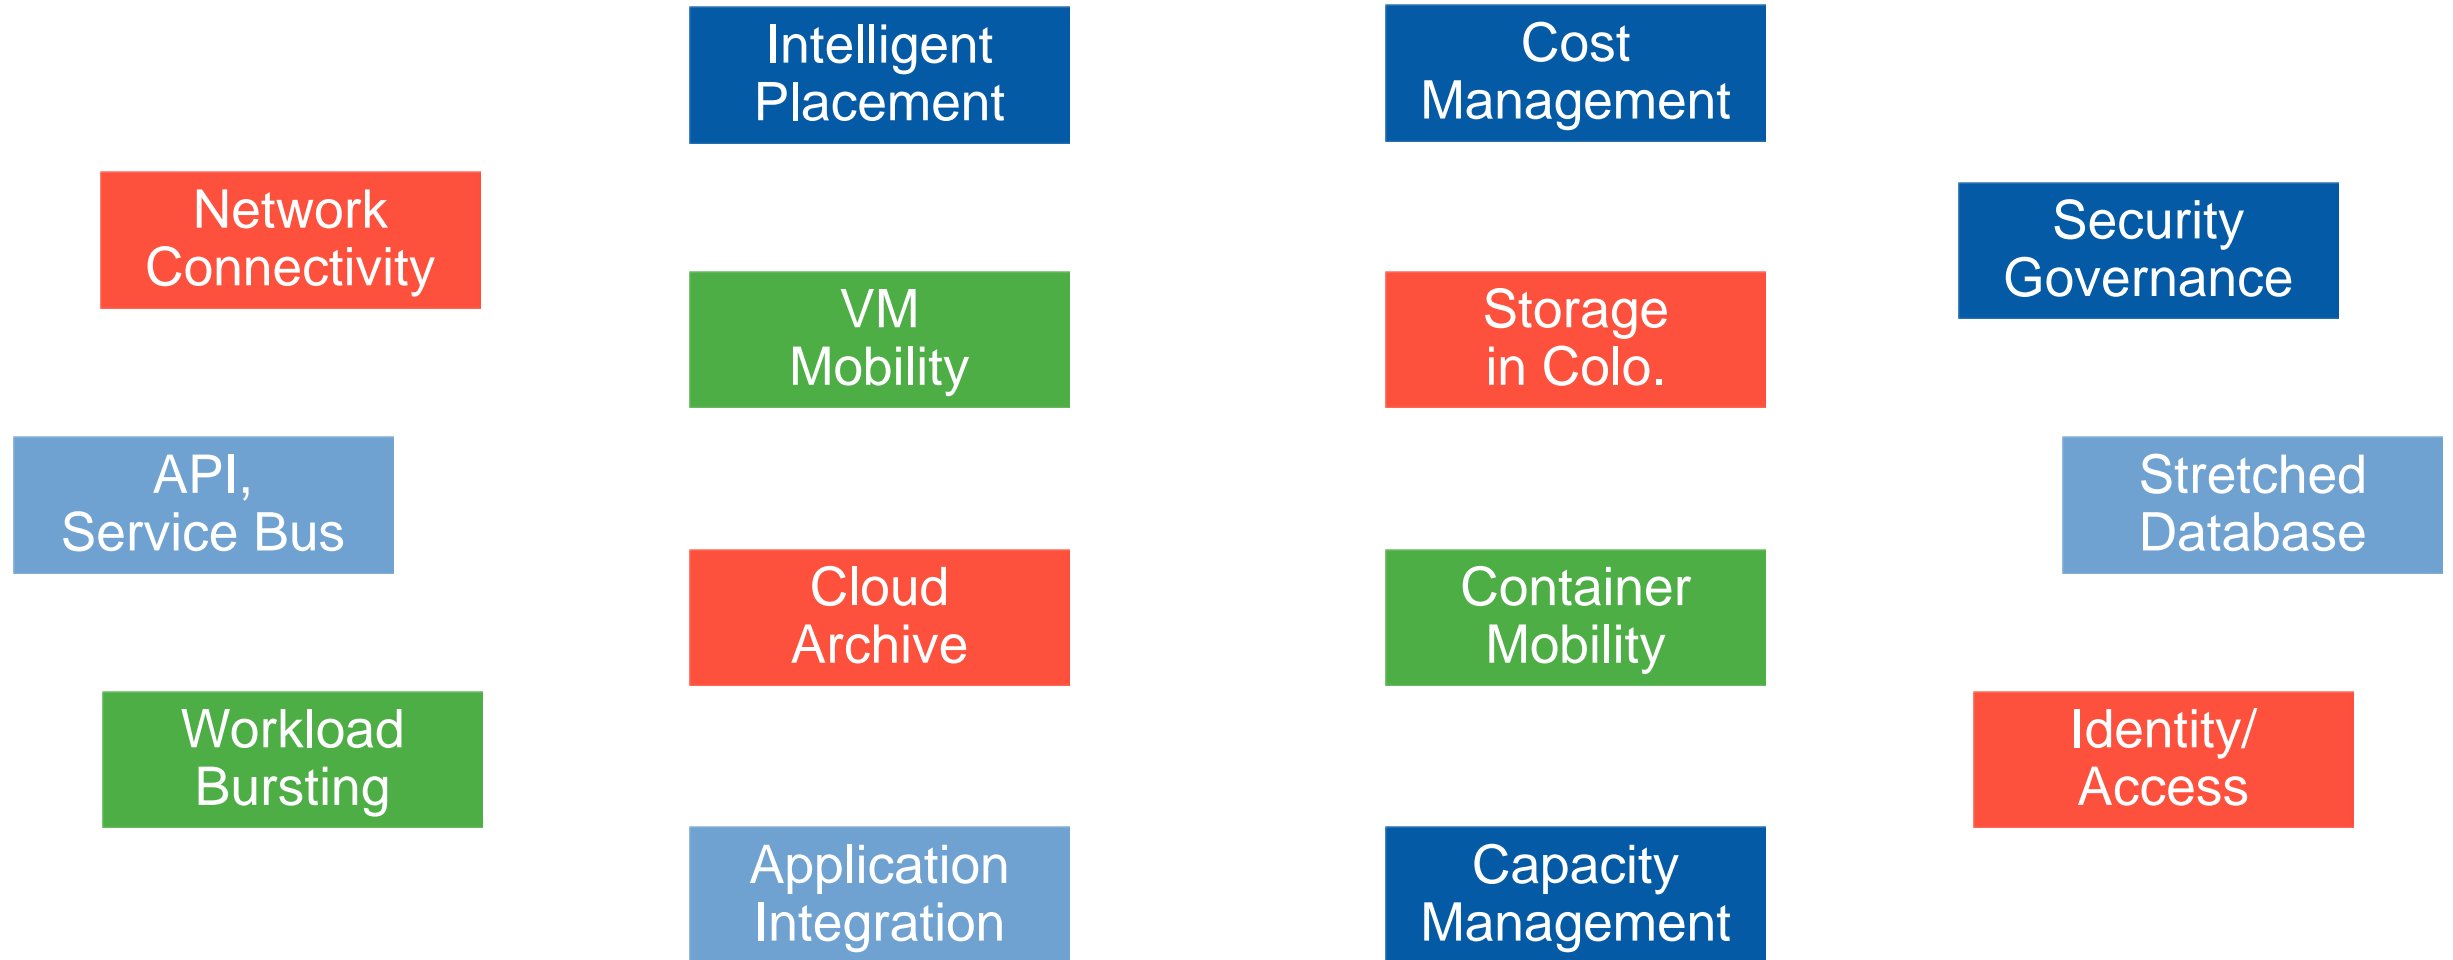 Intelligent
Placement
Cost
Management
Network
Connectivity
Security
Governance
VM
Mobility
Storage
in Colo.
API,
Service Bus
Stretched
Database
Cloud
Archive
Container
Mobility
Workload
Bursting
Identity/
Access
Application
Integration
Capacity
Management